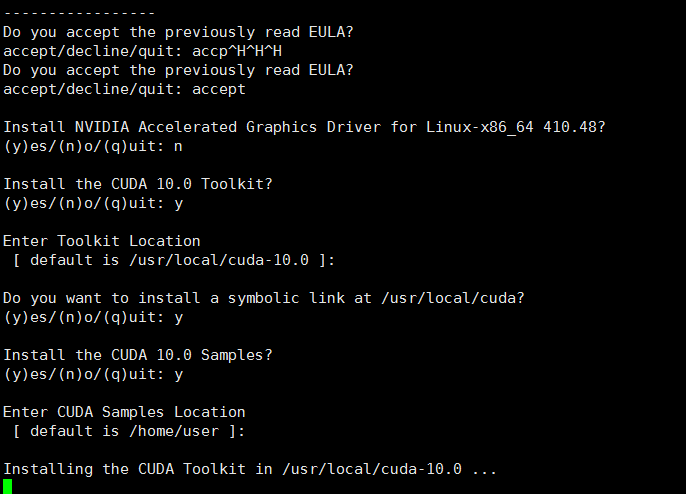 -----------------
Do you accept the previously read EULA?
accept/decline/quit: accp^H^H^H
Do you accept the previously read EULA?
accept/decline/quit: accept
Install NVIDIA Accelerated Graphics Driver for Linux-x86_64 410.48?
(y)es/(n)o/(q)uit: n
Install the CUDA 10.0 Toolkit?
(y)es/(n)o/(q)uit: y
Enter Toolkit Location
[ default is /usr/local/cuda-10.0 ]:
Do you want to install a symbolic link at /usr/local/cuda?
(y)es/(n)o/(q)uit: y
Install the CUDA 10.0 Samples?
(y)es/(n)o/(q)uit: y
Enter CUDA Samples Location
[ default is /home/user ]:
Installing the CUDA Toolkit in /usr/local/cuda-10.0 ...